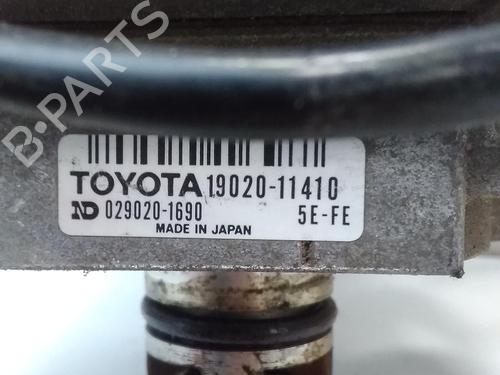 B-PARTS
TOYOTA 19020-11410
ND 029020-1690 5E-FE
MADE IN JAPAN